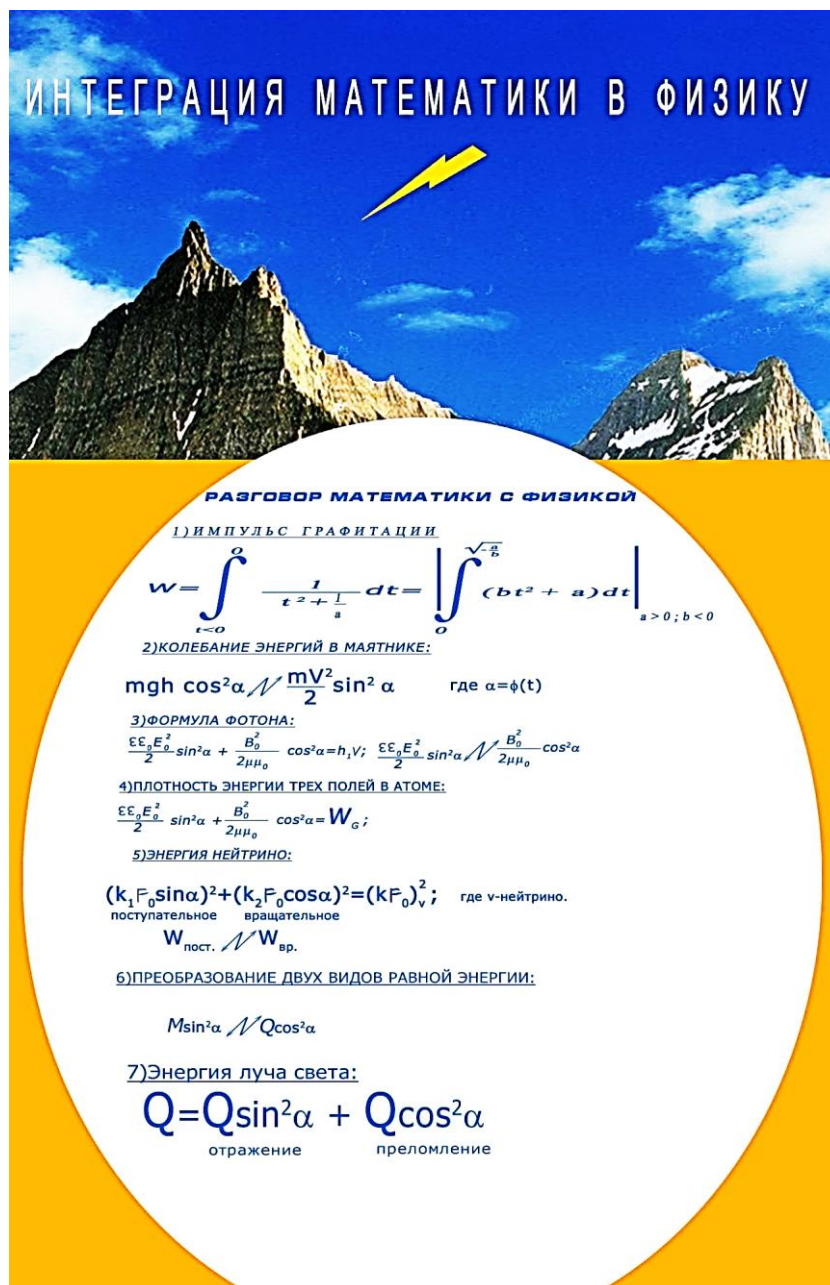 ИНТЕГРАЦИЯ МАТЕМАТИКИ В ФИЗИКУ
РАЗГОВОР МАТЕМАТИКИ С ФИЗИКОЙ
1)ИМПУЛЬС ГРАФИТАЦИИ
W = ∫_{t<0}^{0} 1/(t² + 1/a) dt = |∫_{0}^{√(-a/b)} (bt² + a)dt|_{a>0; b<0}
2)КОЛЕБАНИЕ ЭНЕРГИЙ В МАЯТНИКЕ:
mgh cos²α N mV²/2 sin² α где α=ϕ(t)
3)ФОРМУЛА ФОТОНА:
εε₀E₀²/2 sin²α + B₀²/2μμ₀ cos²α=h₁V; εε₀E₀²/2 sin²α N B₀²/2μμ₀ cos²α
4)ПЛОТНОСТЬ ЭНЕРГИИ ТРЕХ ПОЛЕЙ В АТОМЕ:
εε₀E₀²/2 sin²α + B₀²/2μμ₀ cos²α= W_G ;
5)ЭНЕРГИЯ НЕЙТРИНО:
(k₁F₀sinα)²+(k₂F₀cosα)²=(kF₀)²_ν ; где ν-нейтрино.
поступательное вращательное
W пост. N W вр.
6)ПРЕОБРАЗОВАНИЕ ДВУХ ВИДОВ РАВНОЙ ЭНЕРГИИ:
Msin²α N Qcos²α
7)Энергия луча света:
Q=Qsin²α + Qcos²α
отражение преломление